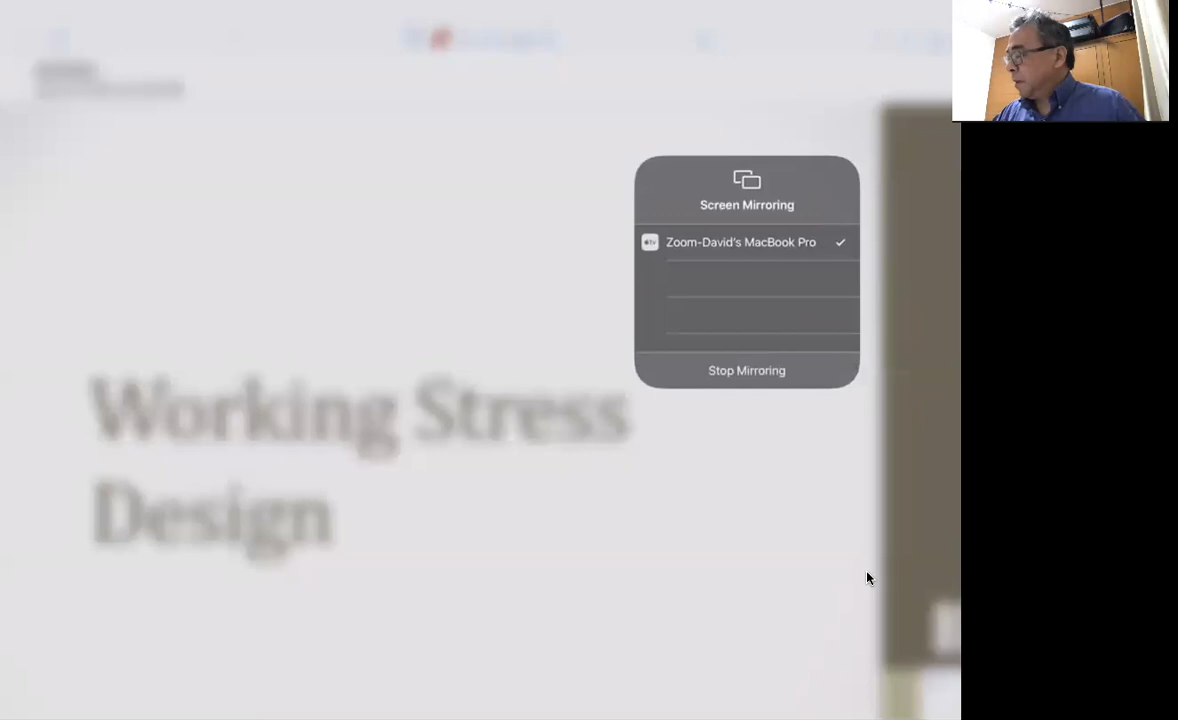 Screen Mirroring
Zoom-David's MacBook Pro
Stop Mirroring
Working Stress
Design